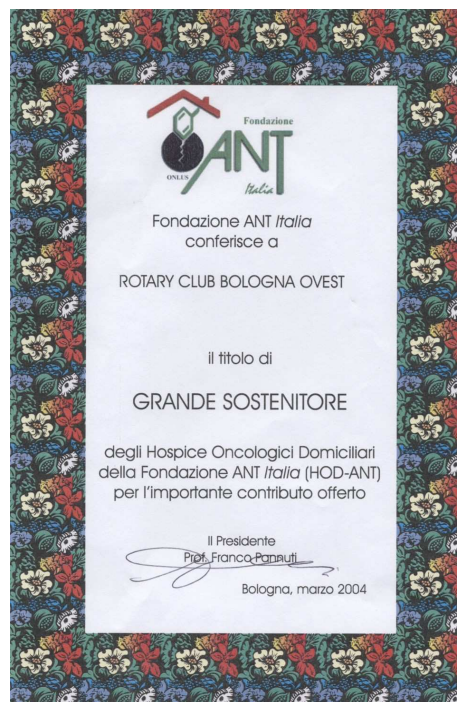 Fondazione
ANT
ONLUS
Italia
Fondazione ANT Italia
conferisce a
ROTARY CLUB BOLOGNA OVEST
il titolo di
GRANDE SOSTENITORE
degli Hospice Oncologici Domiciliari
della Fondazione ANT Italia (HOD-ANT)
per l'importante contributo offerto
Il Presidente
Prof. Franco Pannuti
Bologna, marzo 2004